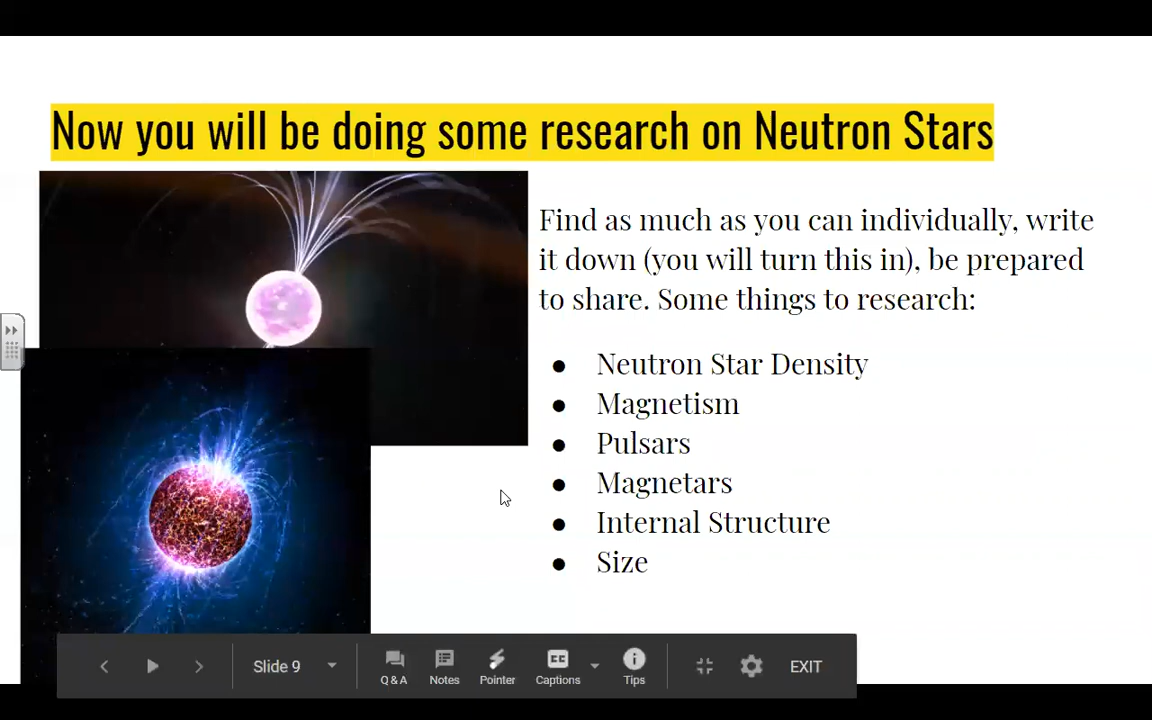 Now you will be doing some research on Neutron Stars
Find as much as you can individually, write
it down (you will turn this in), be prepared
to share. Some things to research:
● Neutron Star Density
● Magnetism
● Pulsars
● Magnetars
● Internal Structure
● Size
Slide 9
Q & A
Notes
Pointer
CC
Captions
Tips
EXIT